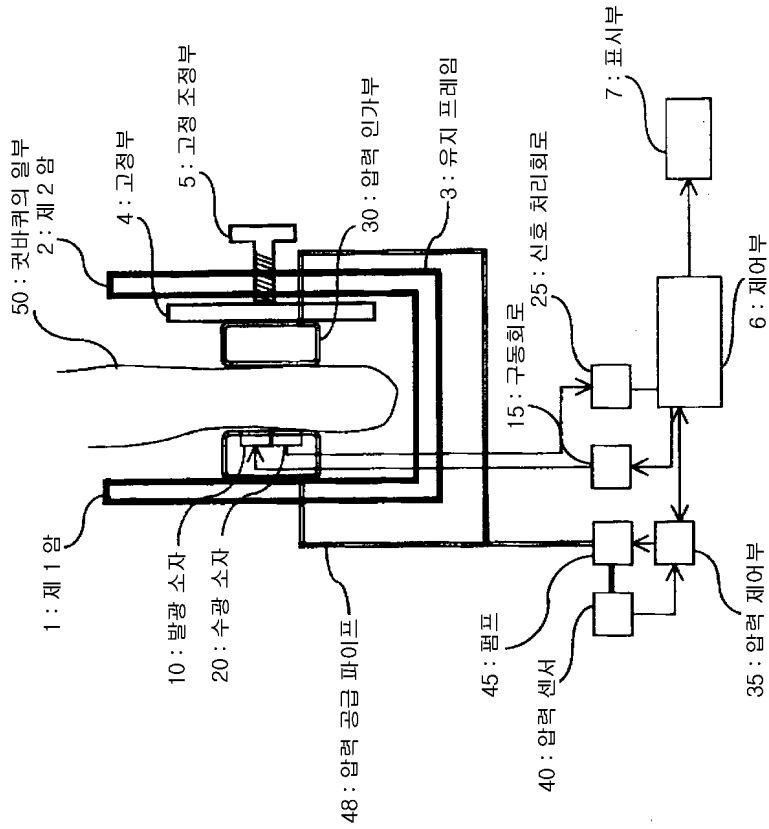 50 : 귓바퀴의 일부
2 : 제 2 암
4 : 고정부
5 : 고정 조정부
30 : 압력 인가부
3 : 유지 프레임
1 : 제 1 암
10 : 발광 소자
20 : 수광 소자
48 : 압력 공급 파이프
15 : 구동회로
25 : 신호 처리회로
7 : 표시부
45 : 펌프
40 : 압력 센서
35 : 압력 제어부
6 : 제어부